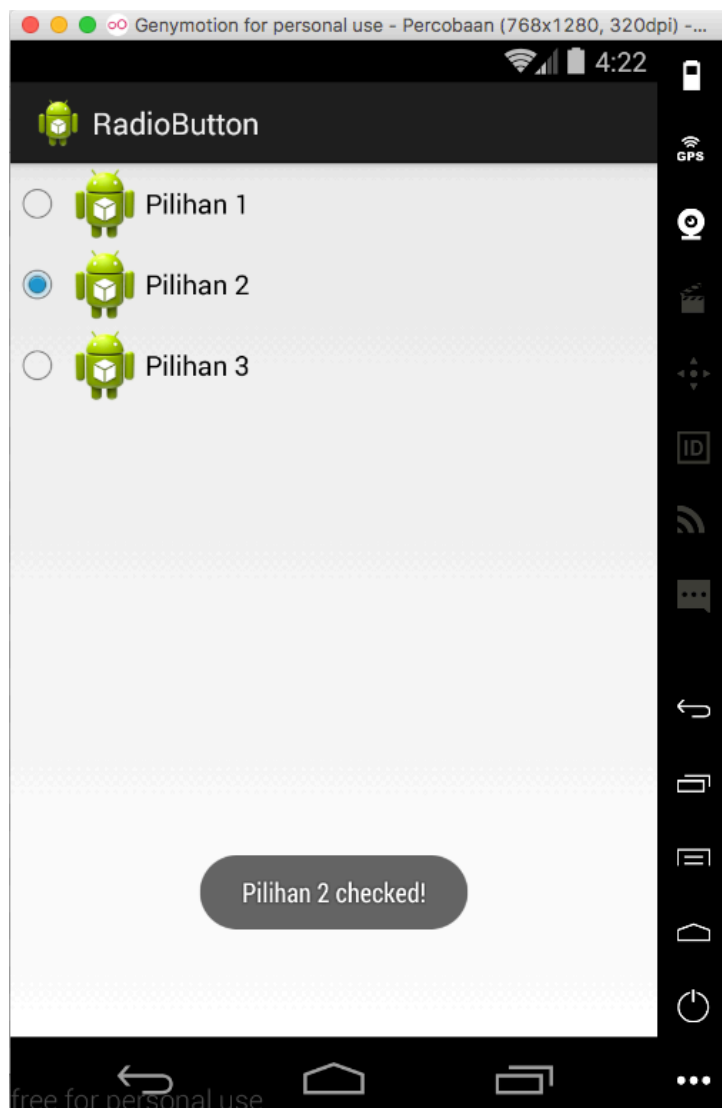 Genymotion for personal use - Percobaan (768x1280, 320dpi) -...
4:22
RadioButton
GPS
Pilihan 1
Pilihan 2
Pilihan 3
ID
Pilihan 2 checked!
free for personal use